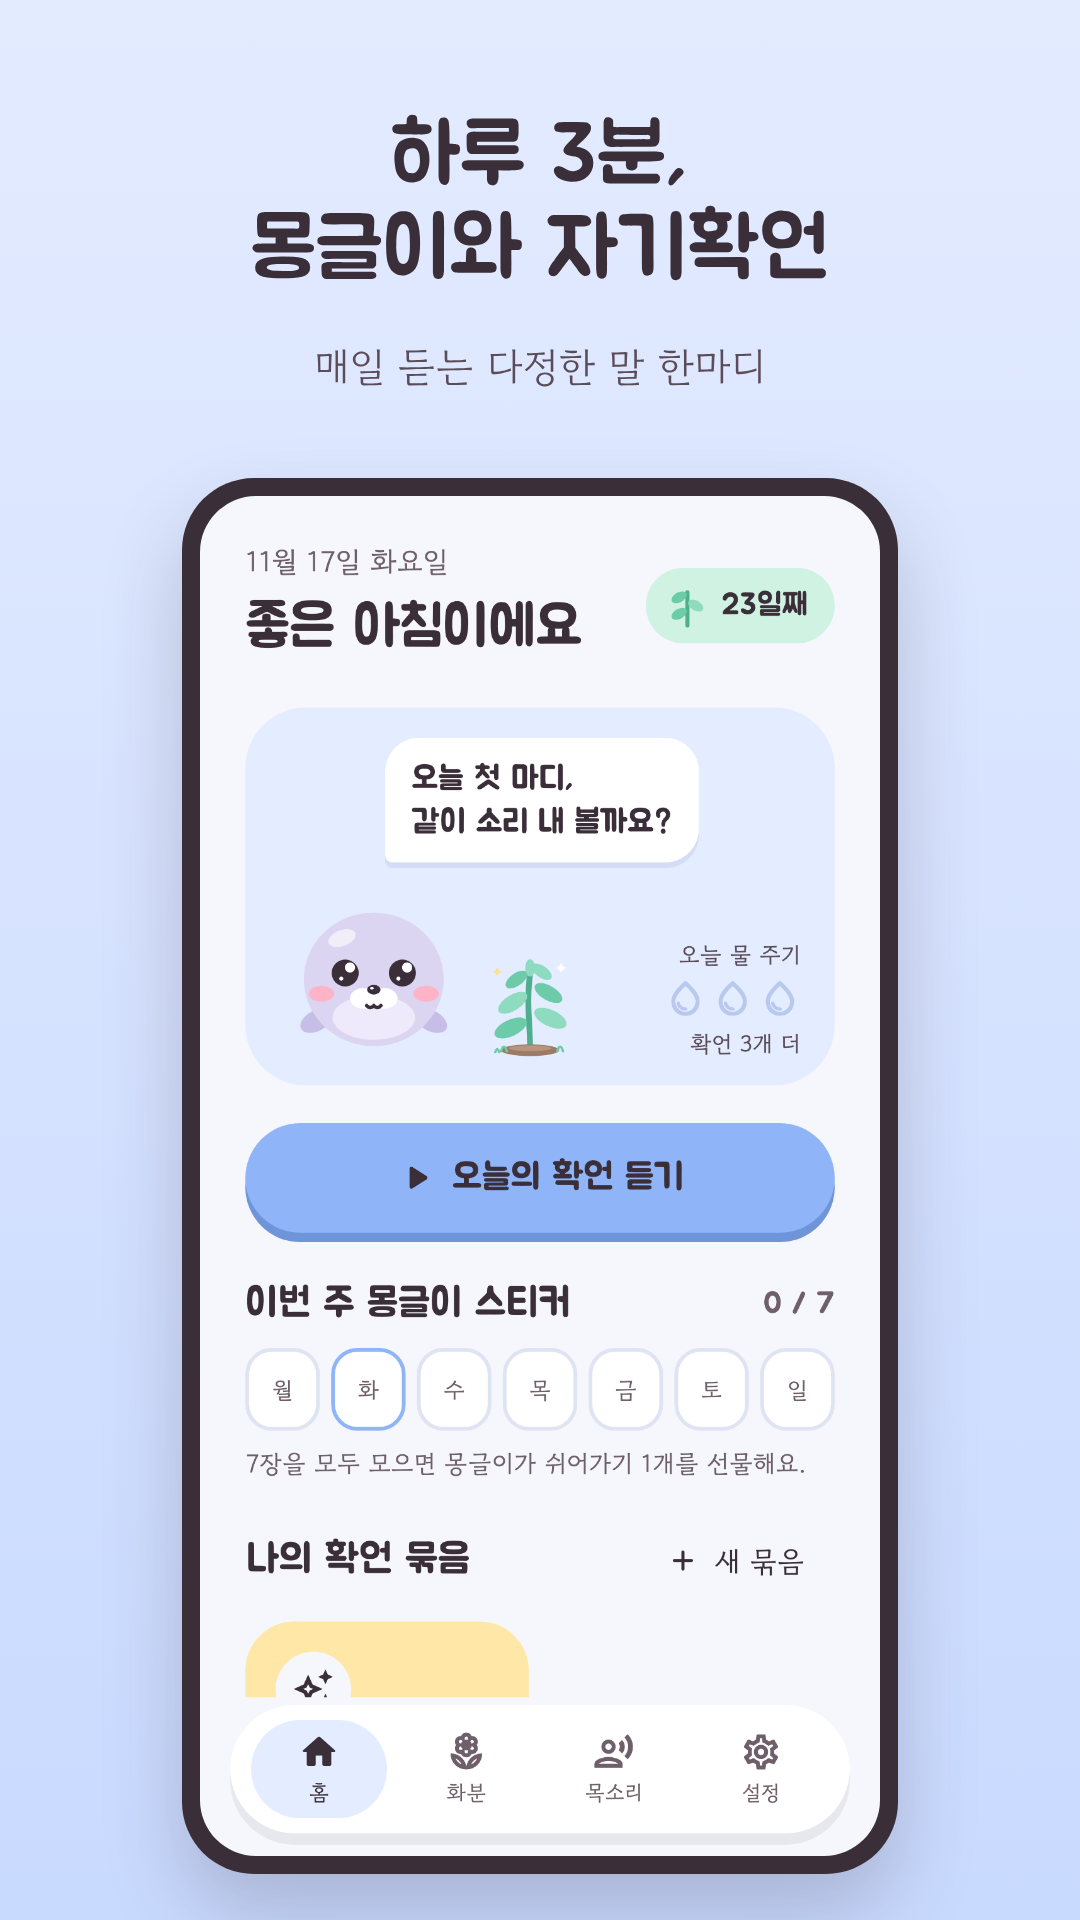 하루 3분,
몽글이와 자기확언
매일 듣는 다정한 말 한마디
11월 17일 화요일
좋은 아침이에요
23일째
오늘 첫 마디,
같이 소리 내 볼까요?
오늘 물 주기
확언 3개 더
오늘의 확언 듣기
이번 주 몽글이 스티커
0 / 7
월 화 수 목 금 토 일
7장을 모두 모으면 몽글이가 쉬어가기 1개를 선물해요.
나의 확언 묶음
+ 새 묶음
홈 화분 목소리 설정